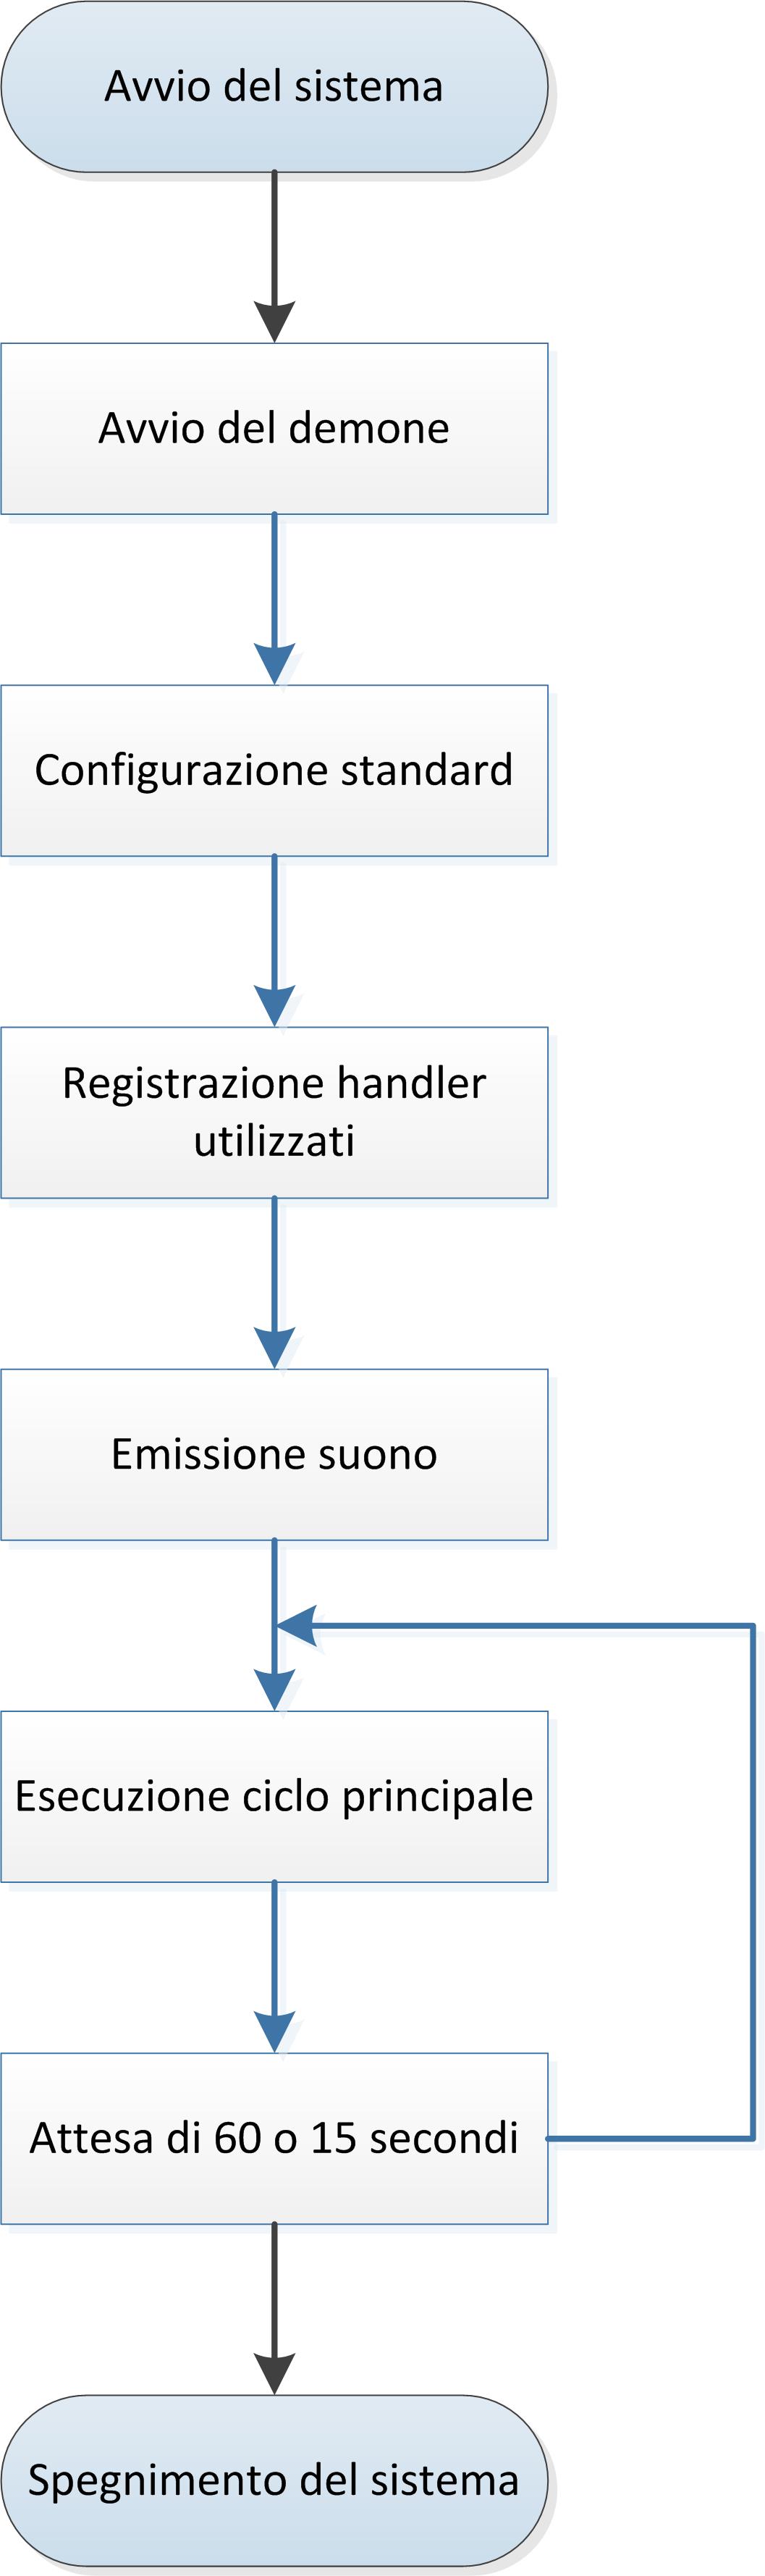 Avvio del sistema
Avvio del demone
Configurazione standard
Registrazione handler
utilizzati
Emissione suono
Esecuzione ciclo principale
Attesa di 60 o 15 secondi
Spegnimento del sistema